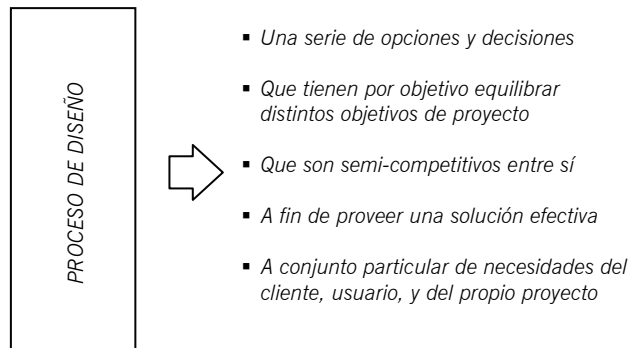 PROCESO DE DISEÑO
▪ Una serie de opciones y decisiones
▪ Que tienen por objetivo equilibrar
distintos objetivos de proyecto
▪ Que son semi-competitivos entre sí
▪ A fin de proveer una solución efectiva
▪ A conjunto particular de necesidades del
cliente, usuario, y del propio proyecto